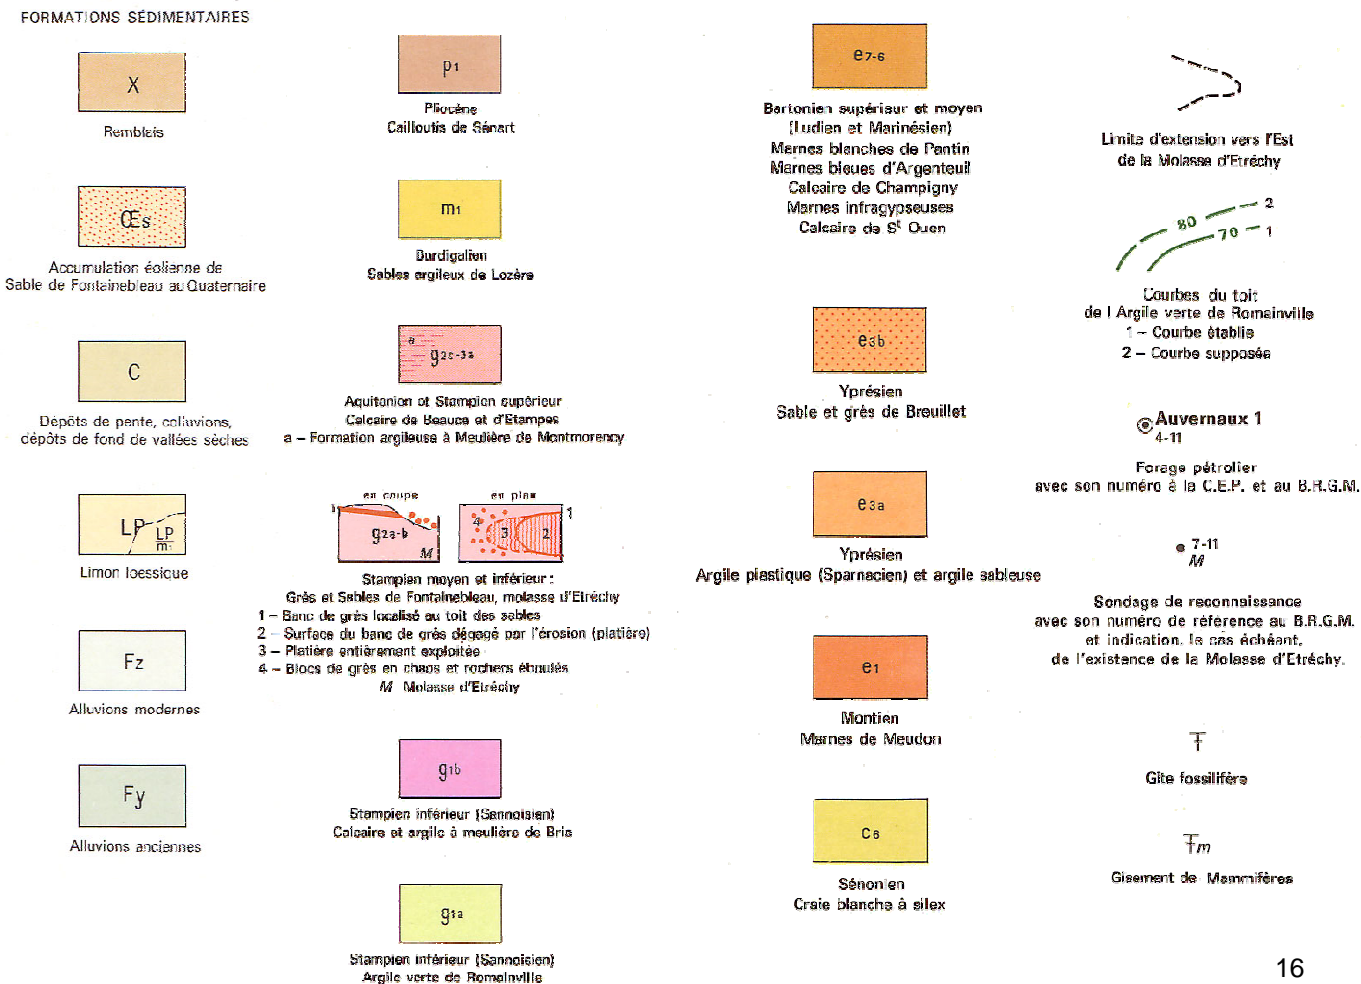 FORMATIONS SÉDIMENTAIRES
X
Remblais
Œs
Accumulation éolienne de
Sable de Fontainebleau au Quaternaire
C
Dépôts de pente, colluvions,
dépôts de fond de vallées sèches
LP
LP
m1
Limon loessique
Fz
Alluvions modernes
Fy
Alluvions anciennes
p1
Pliocène
Cailloutis de Sénart
m1
Burdigalien
Sables argileux de Lozère
a
g2c-3a
Aquitanien et Stampien supérieur
Calcaire de Beauce et d'Etampes
a – Formation argileuse à Meulière de Montmorency
en coupe
en plan
1
g2a-b
M
4
3
2
1
Stampien moyen et inférieur :
Grès et Sables de Fontainebleau, molasse d'Etréchy
1 – Banc de grès localisé au toit des sables
2 – Surface du banc de grès dégagé par l'érosion (platière)
3 – Platière entièrement exploitée
4 – Blocs de grès en chaos et rochers éboulés
M Molasse d'Etréchy
g1b
Stampien inférieur (Sannoisien)
Calcaire et argile à meulière de Brie
g1a
Stampien inférieur (Sannoisien)
Argile verte de Romainville
e7-6
Bartonien supérieur et moyen
(Ludien et Marinésien)
Marnes blanches de Pantin
Marnes bleues d'Argenteuil
Calcaire de Champigny
Marnes infragypseuses
Calcaire de St Ouen
e3b
Yprésien
Sable et grès de Breuillet
e3a
Yprésien
Argile plastique (Sparnacien) et argile sableuse
e1
Montien
Marnes de Meudon
c6
Sénonien
Craie blanche à silex
Limite d'extension vers l'Est
de la Molasse d'Etréchy
80
2
70
1
Courbes du toit
de l Argile verte de Romainville
1 – Courbe établie
2 – Courbe supposée
Auvernaux 1
4-11
Forage pétrolier
avec son numéro à la C.E.P. et au B.R.G.M.
7-11
M
Sondage de reconnaissance
avec son numéro de référence au B.R.G.M.
et indication, le cas échéant,
de l'existence de la Molasse d'Etréchy.
Gîte fossilifère
m
Gisement de Mammifères
16